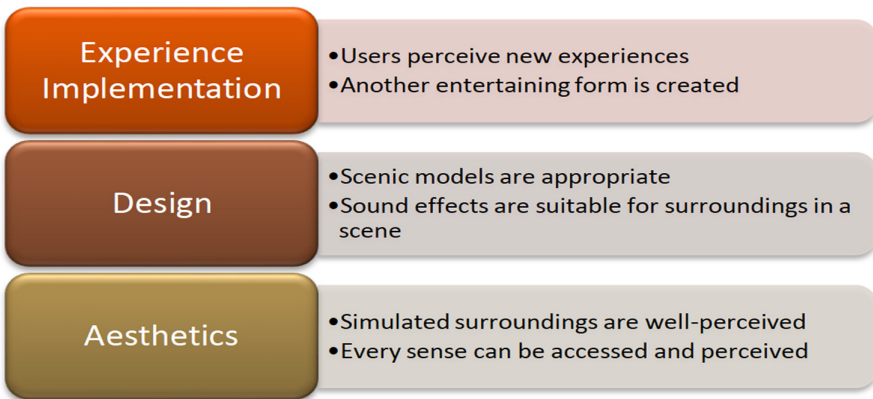 Experience
Implementation
•Users perceive new experiences
•Another entertaining form is created
Design
•Scenic models are appropriate
•Sound effects are suitable for surroundings in a
scene
Aesthetics
•Simulated surroundings are well-perceived
•Every sense can be accessed and perceived